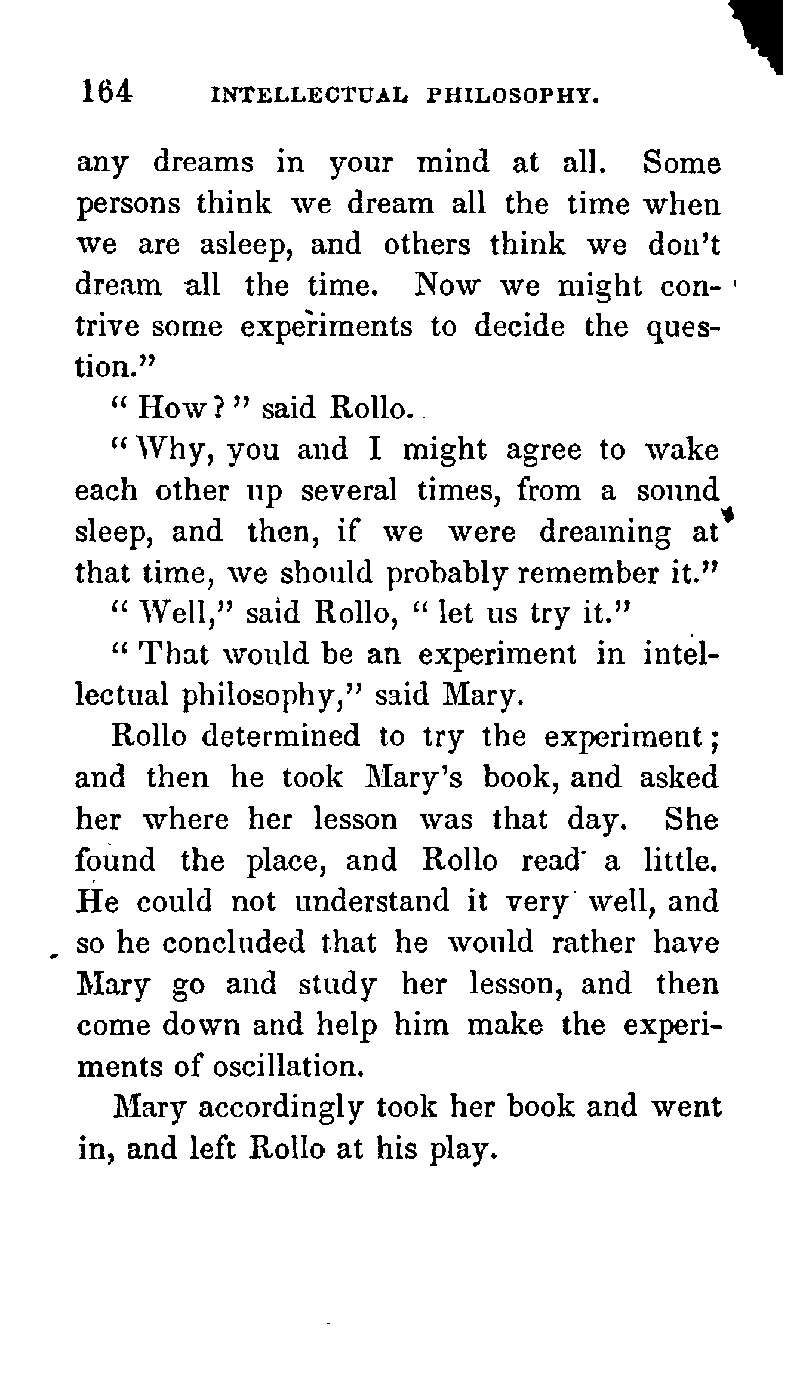 164 INTELLECTUAL PHILOSOPHY.
any dreams in your mind at all. Some
persons think we dream all the time when
we are asleep, and others think we don't
dream all the time. Now we might con-
trive some experiments to decide the ques-
tion."
" How? " said Rollo.
" Why, you and I might agree to wake
each other up several times, from a sound
sleep, and then, if we were dreaming at
that time, we should probably remember it."
" Well," said Rollo, " let us try it."
" That would be an experiment in intel-
lectual philosophy," said Mary.
Rollo determined to try the experiment ;
and then he took Mary's book, and asked
her where her lesson was that day. She
found the place, and Rollo read a little.
He could not understand it very well, and
so he concluded that he would rather have
Mary go and study her lesson, and then
come down and help him make the experi-
ments of oscillation.
Mary accordingly took her book and went
in, and left Rollo at his play.